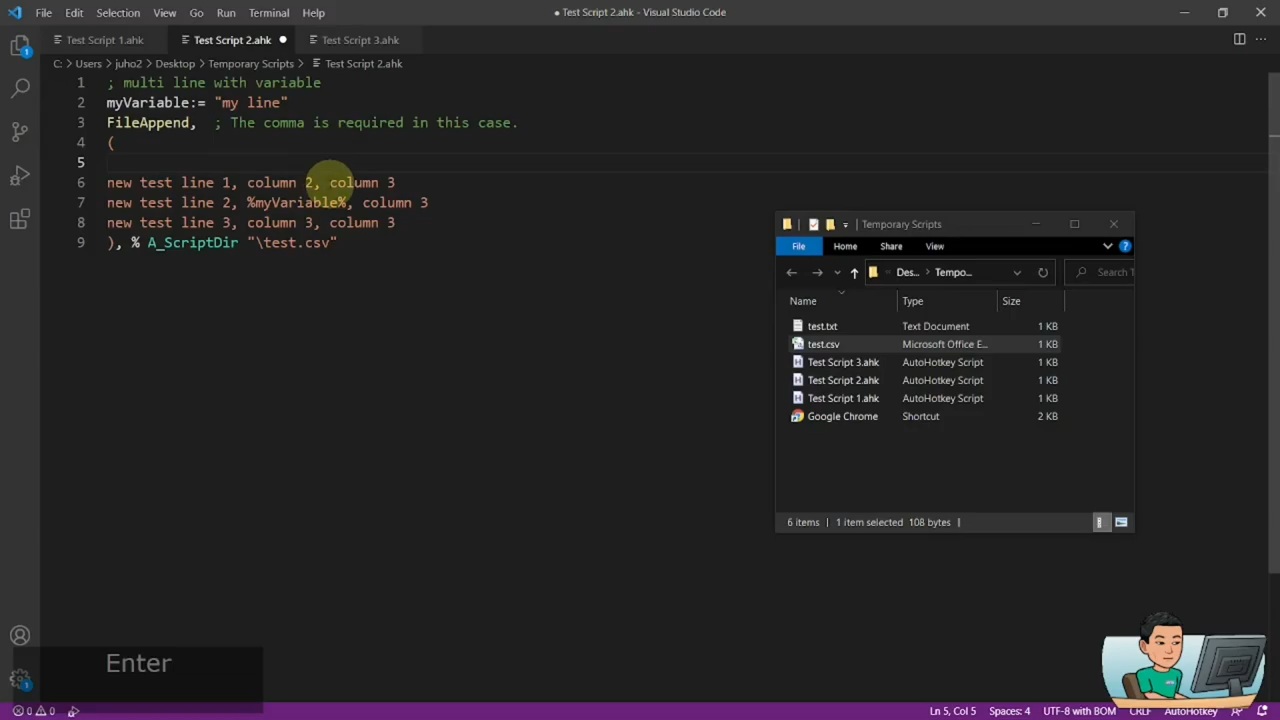 File Edit Selection View Go Run Terminal Help
● Test Script 2.ahk - Visual Studio Code
Test Script 1.ahk
Test Script 2.ahk ●
Test Script 3.ahk
C: > Users > juho2 > Desktop > Temporary Scripts > Test Script 2.ahk
1 ; multi line with variable
2 myVariable:= "my line"
3 FileAppend,  ; The comma is required in this case.
4 (
5
6 new test line 1, column 2, column 3
7 new test line 2, %myVariable%, column 3
8 new test line 3, column 3, column 3
9 ), % A_ScriptDir "\test.csv"
Temporary Scripts
File Home Share View
Des... > Tempo...
Search
Name Type Size
test.txt Text Document 1 KB
test.csv Microsoft Office E... 1 KB
Test Script 3.ahk AutoHotkey Script 1 KB
Test Script 2.ahk AutoHotkey Script 1 KB
Test Script 1.ahk AutoHotkey Script 1 KB
Google Chrome Shortcut 2 KB
6 items 1 item selected 108 bytes
Enter
1
1
0 0
Ln 5, Col 5 Spaces: 4 UTF-8 with BOM CRLF AutoHotkey